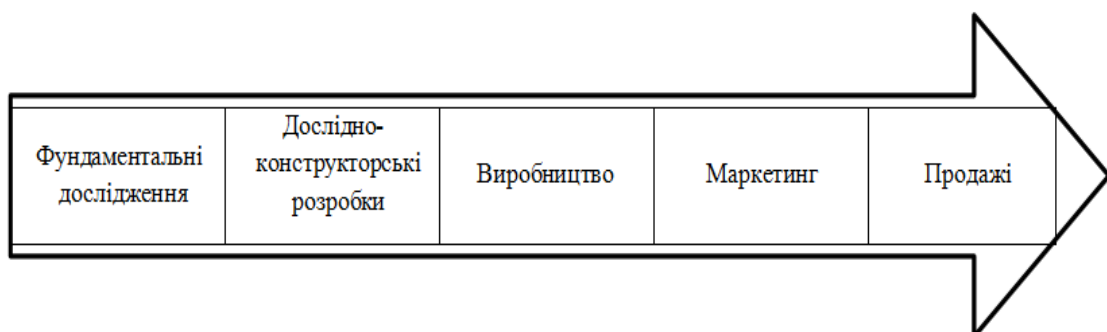 Фундаментальні
дослідження
Дослідно-
конструкторські
розробки
Виробництво
Маркетинг
Продажі